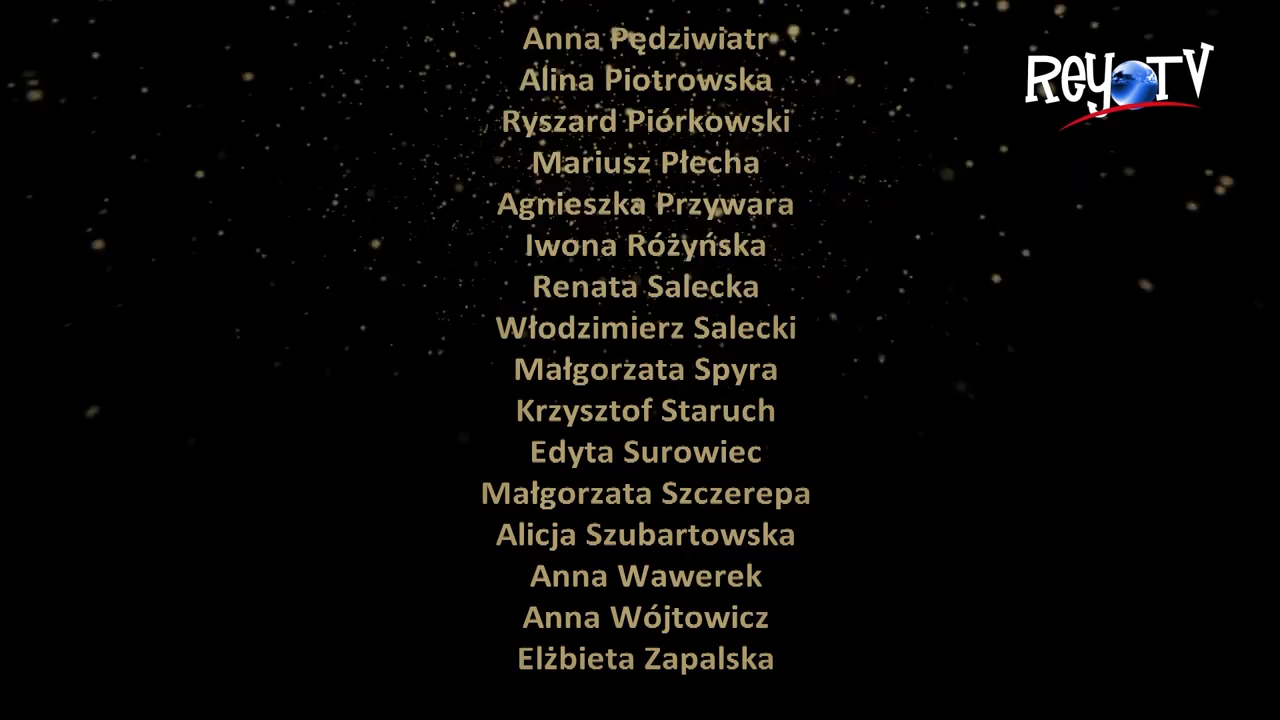 Anna Pędziwiatr
Alina Piotrowska
Ryszard Piórkowski
Mariusz Płecha
Agnieszka Przywara
Iwona Różyńska
Renata Salecka
Włodzimierz Salecki
Małgorzata Spyra
Krzysztof Staruch
Edyta Surowiec
Małgorzata Szczerepa
Alicja Szubartowska
Anna Wawerek
Anna Wójtowicz
Elżbieta Zapalska
ReyTV